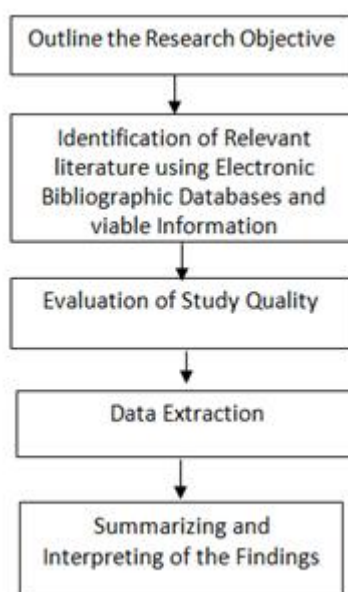 Outline the Research Objective
Identification of Relevant
literature using Electronic
Bibliographic Databases and
viable Information
Evaluation of Study Quality
Data Extraction
Summarizing and
Interpreting of the Findings